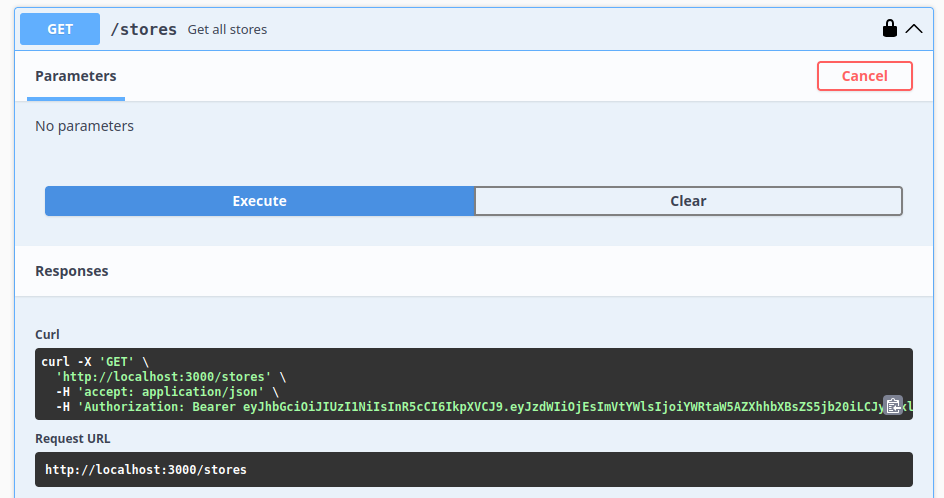 GET /stores Get all stores
Parameters
Cancel
No parameters
Execute
Clear
Responses
Curl
curl -X 'GET' \
'http://localhost:3000/stores' \
-H 'accept: application/json' \
-H 'Authorization: Bearer eyJhbGciOiJIUzI1NiIsInR5cCI6IkpXVCJ9.eyJzdWIiOjEsImVtYWlsIjoiYWRtaW5AZXhhbXBsZS5jb20iLCJy
Request URL
http://localhost:3000/stores